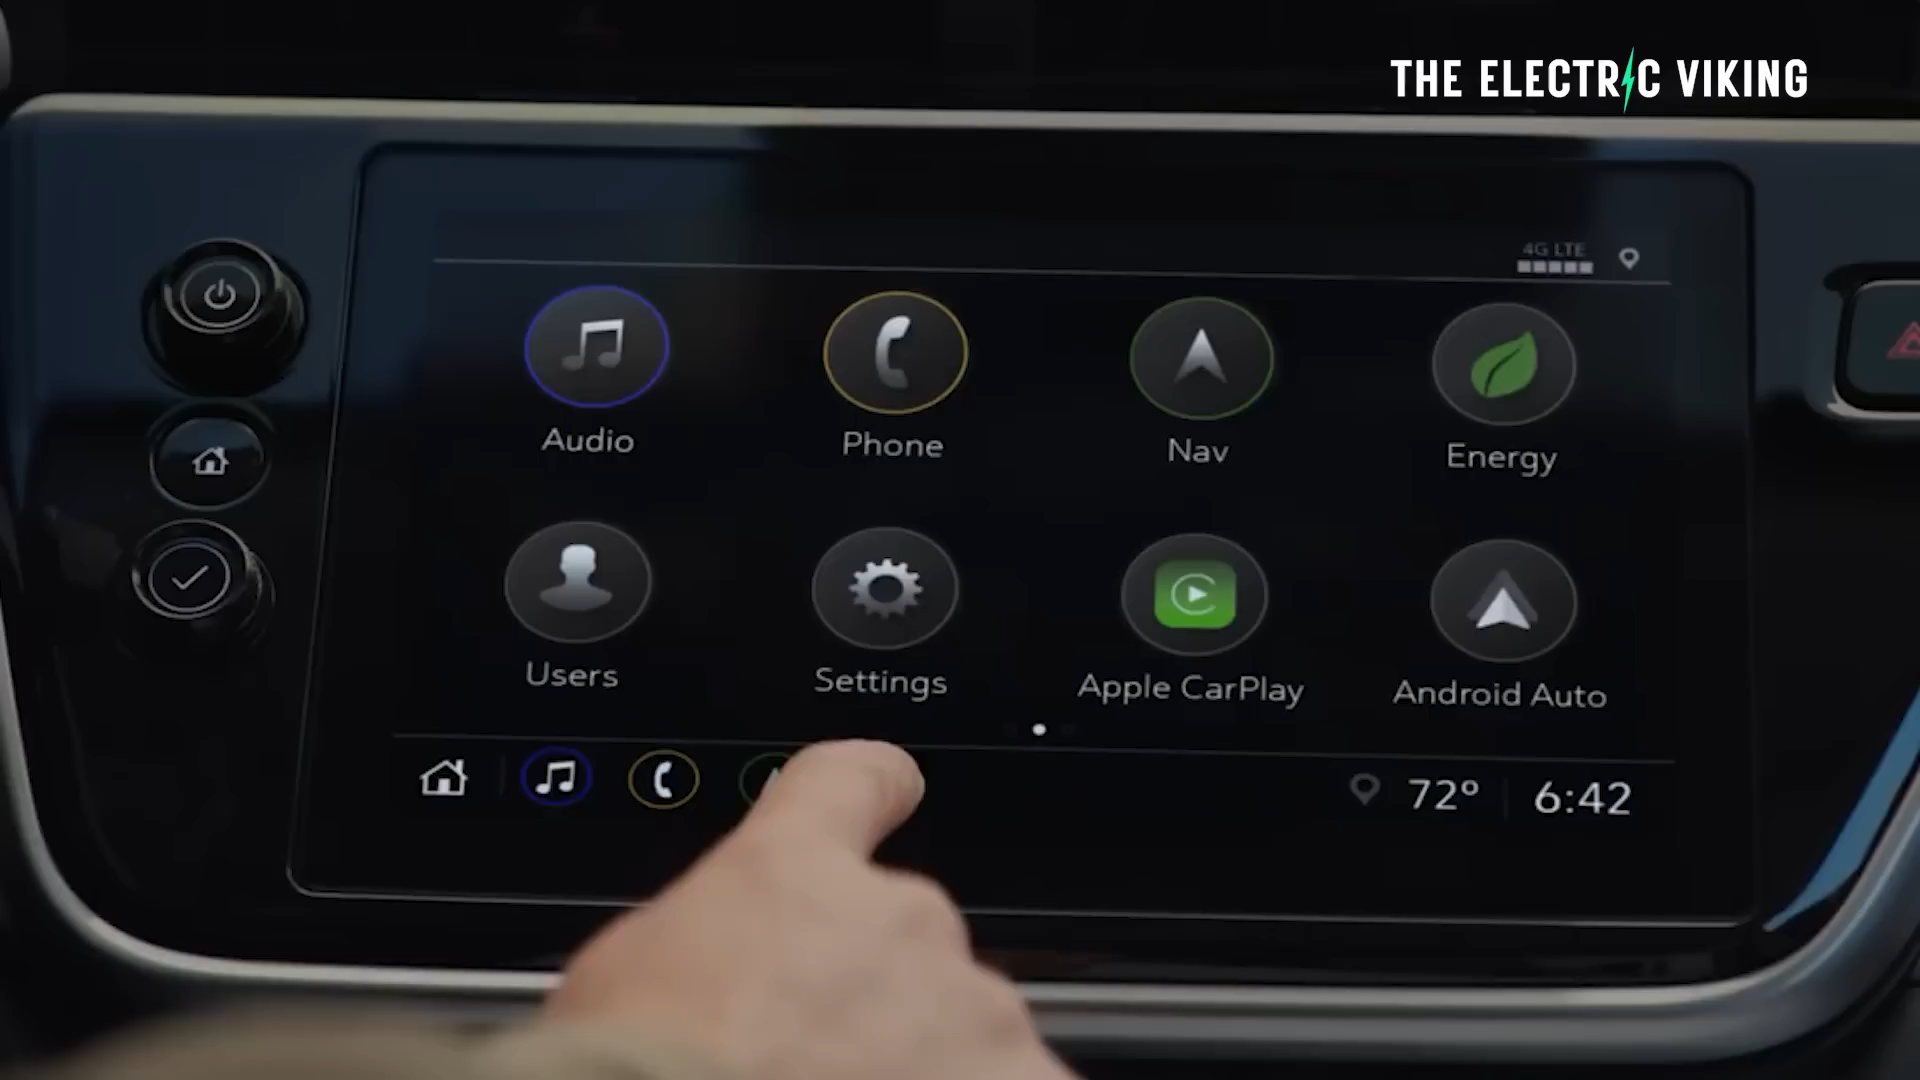 THE ELECTRIC VIKING
4G LTE
Audio
Phone
Nav
Energy
Users
Settings
Apple CarPlay
Android Auto
72°
6:42